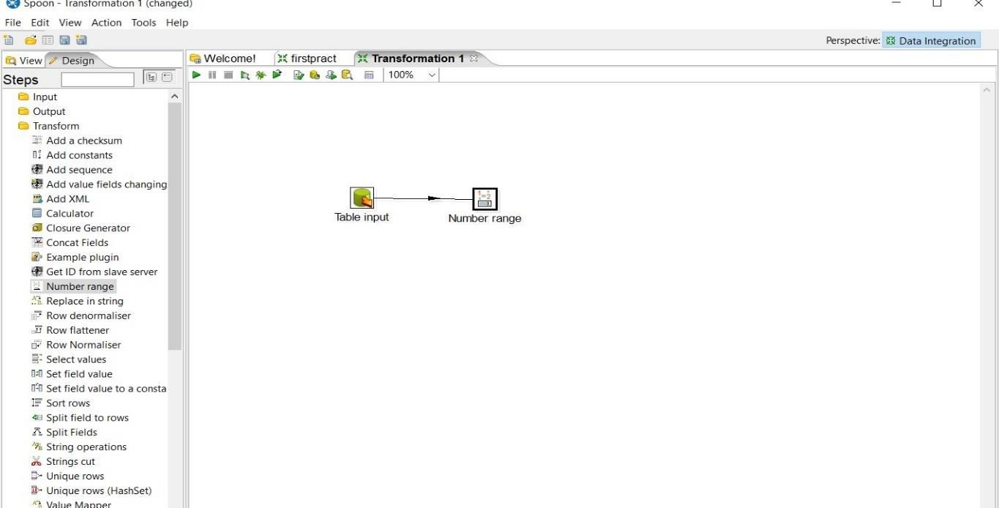 Spoon - Transformation 1 (changed)
File Edit View Action Tools Help
Perspective: Data Integration
View Design
Welcome! firstpract Transformation 1
Steps
100%
Input
Output
Transform
Add a checksum
Add constants
Add sequence
Add value fields changing
Add XML
Calculator
Closure Generator
Concat Fields
Example plugin
Get ID from slave server
Number range
Replace in string
Row denormaliser
Row flattener
Row Normaliser
Select values
Set field value
Set field value to a consta
Sort rows
Split field to rows
Split Fields
String operations
Strings cut
Unique rows
Unique rows (HashSet)
Value Mapper
Table input
Number range